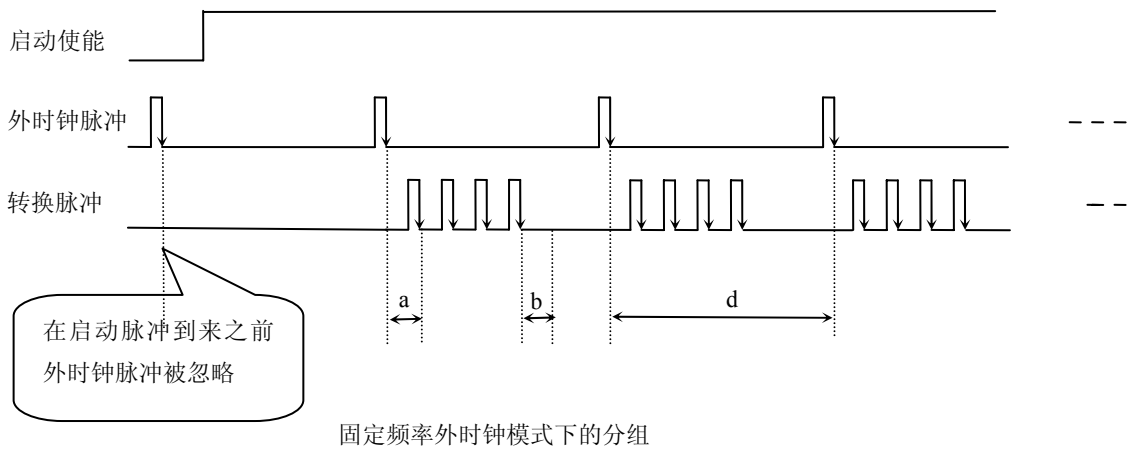 启动使能
外时钟脉冲
转换脉冲
a
b
d
在启动脉冲到来之前
外时钟脉冲被忽略
固定频率外时钟模式下的分组